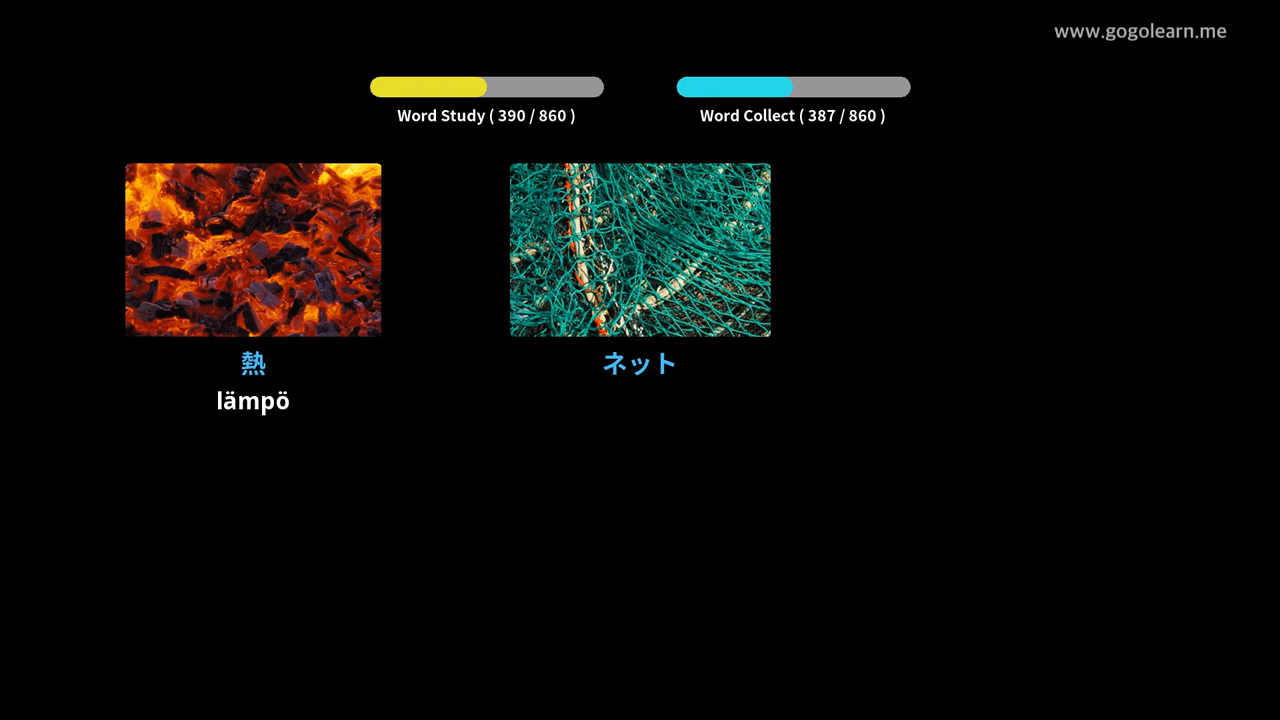 www.gogolearn.me
Word Study ( 390 / 860 )
Word Collect ( 387 / 860 )
熱
ネット
lämpö